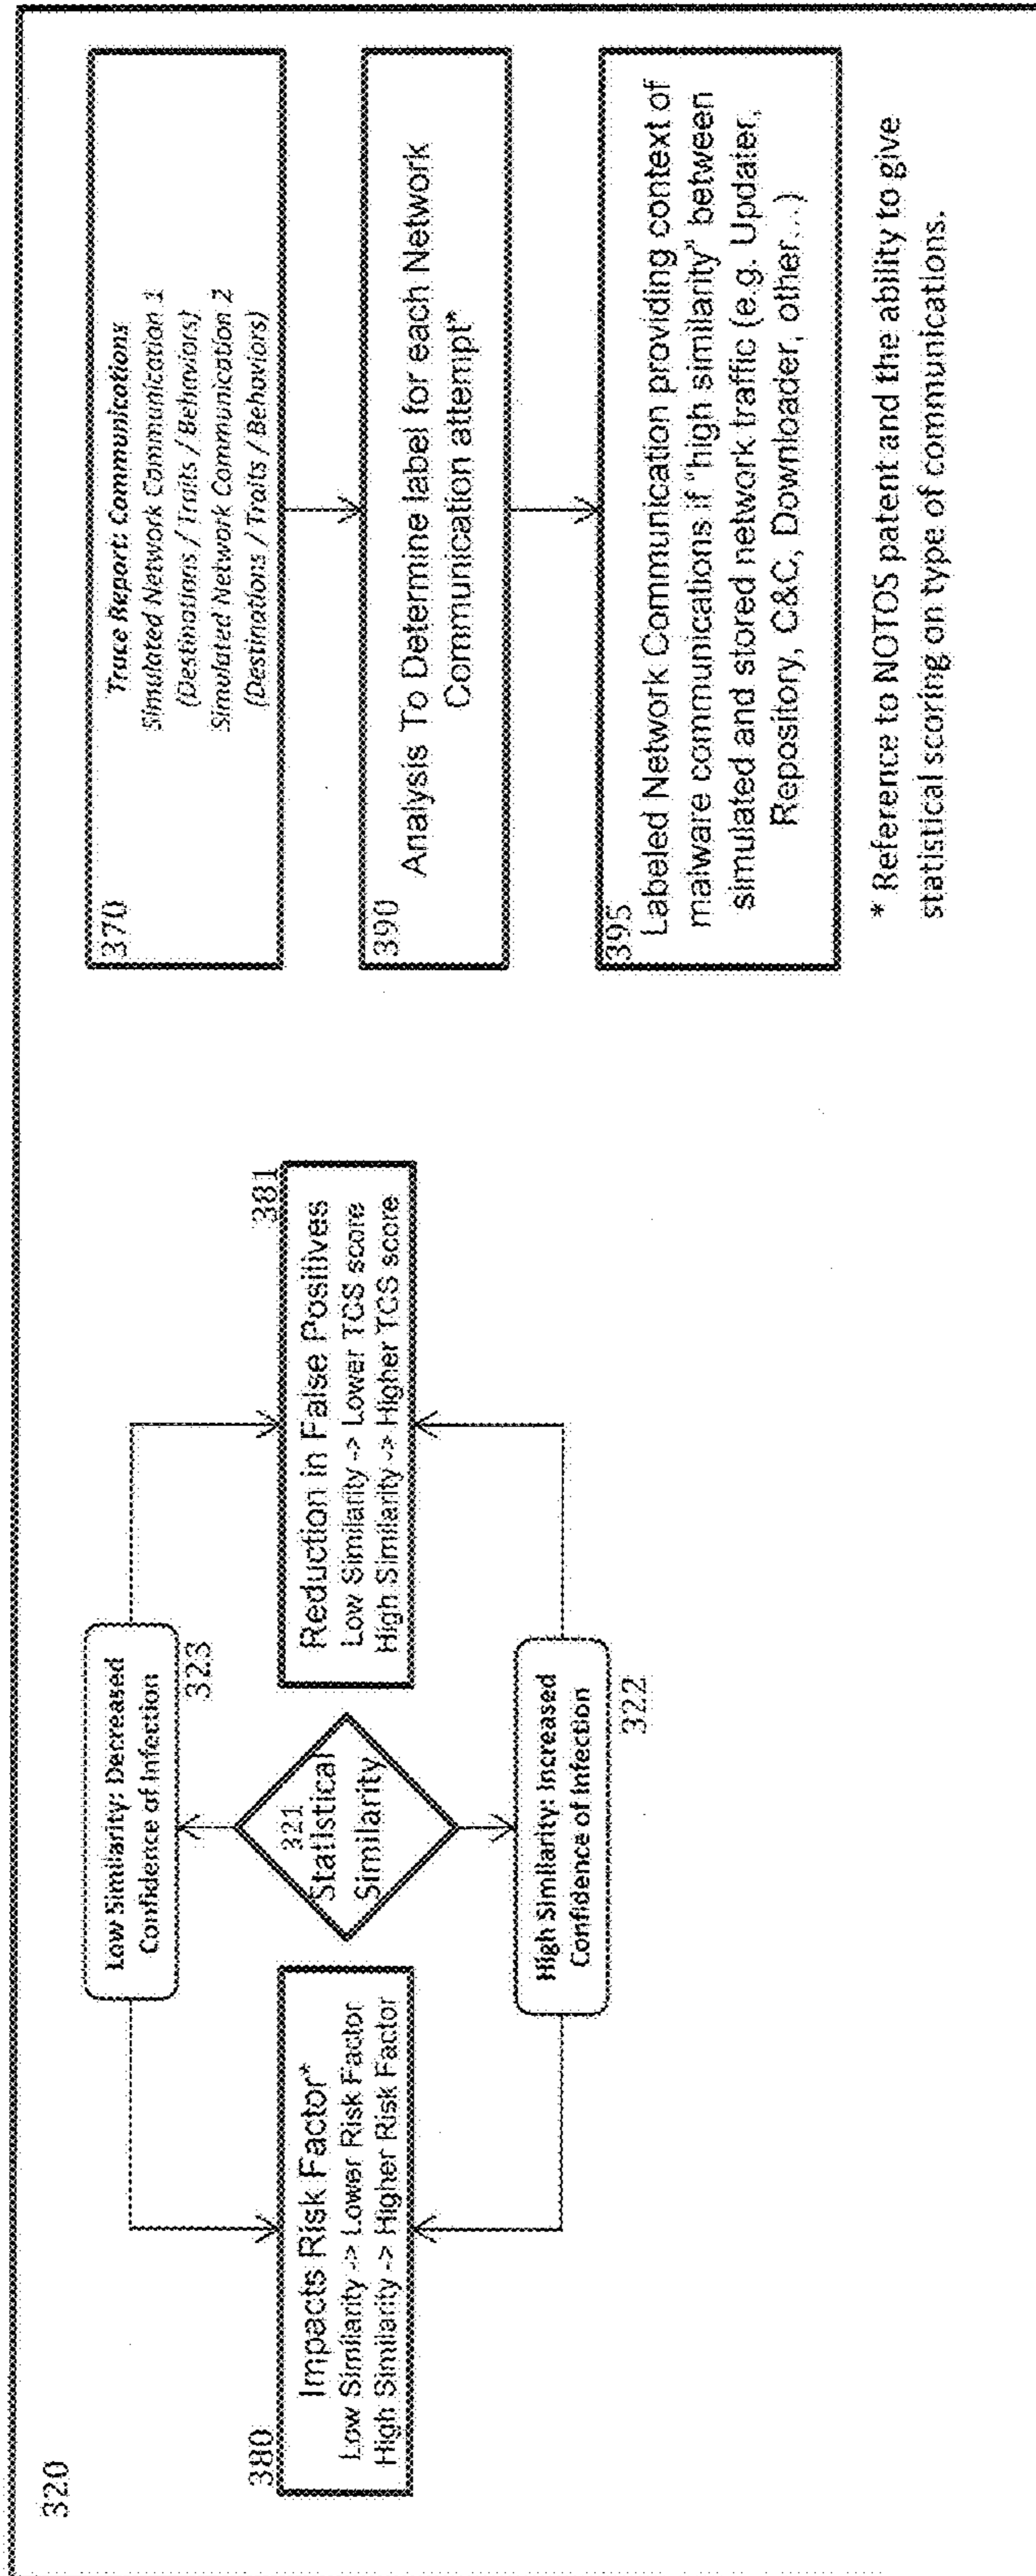 320
Low Similarity: Decreased
Confidence of Infection
323
380
Impacts Risk Factor*
Low Similarity -> Lower Risk Factor
High Similarity -> Higher Risk Factor
321
Statistical
Similarity
381
Reduction in False Positives
Low Similarity -> Lower TCS score
High Similarity -> Higher TCS score
High Similarity: Increased
Confidence of Infection
322
370
Trace Report: Communications
Simulated Network Communication 1
(Destinations / Traits / Behaviors)
Simulated Network Communication 2
(Destinations / Traits / Behaviors)
390
Analysis To Determine label for each Network
Communication attempt*
395
Labeled Network Communication providing context of
malware communications if "high similarity" between
simulated and stored network traffic (e.g. Updater,
Repository, C&C, Downloader, other...)
* Reference to NOTOS patent and the ability to give
statistical scoring on type of communications.